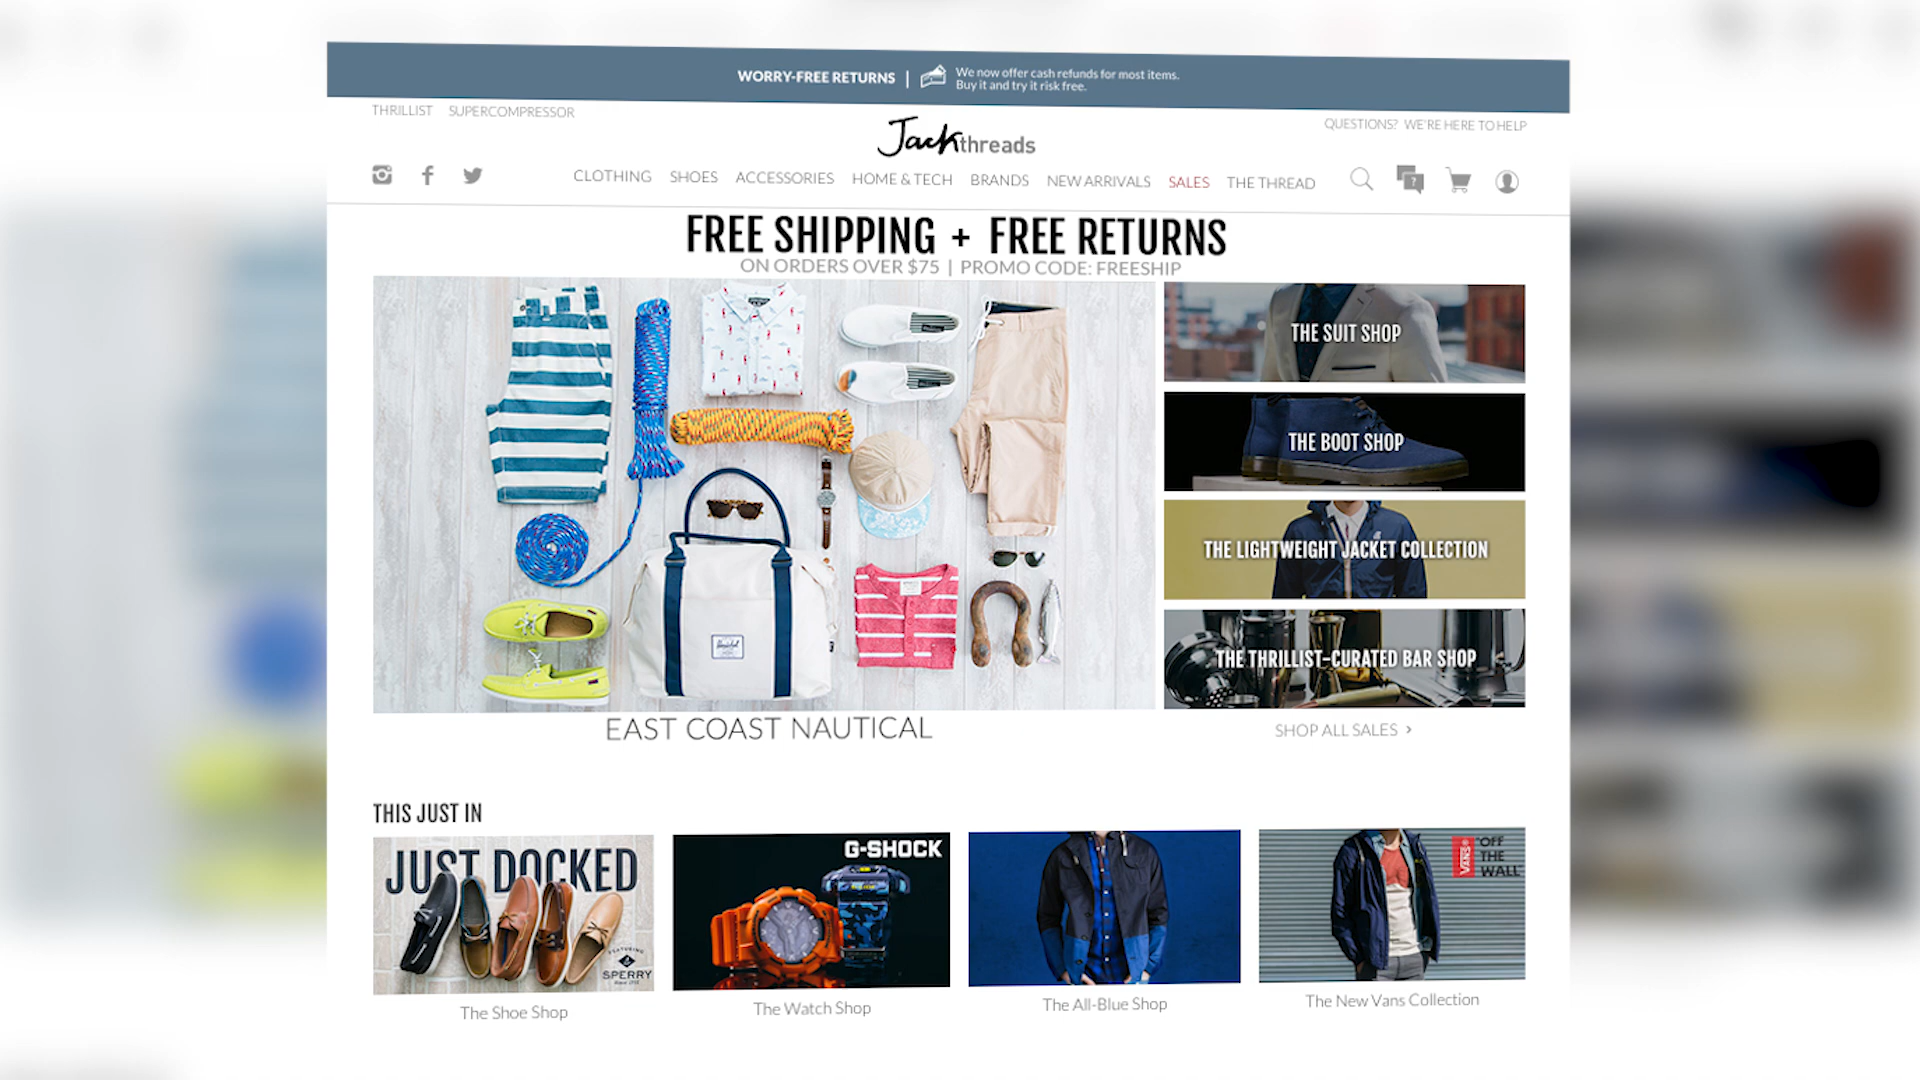 WORRY-FREE RETURNS |
We now offer cash refunds for most items.
Buy it and try it risk free.
THRILLIST SUPERCOMPRESSOR
QUESTIONS? WE'RE HERE TO HELP
Jackthreads
CLOTHING SHOES ACCESSORIES HOME & TECH BRANDS NEW ARRIVALS SALES THE THREAD
?
FREE SHIPPING + FREE RETURNS
ON ORDERS OVER $75 | PROMO CODE: FREESHIP
THE SUIT SHOP
THE BOOT SHOP
THE LIGHTWEIGHT JACKET COLLECTION
THE THRILLIST-CURATED BAR SHOP
Herschel
EAST COAST NAUTICAL
SHOP ALL SALES >
THIS JUST IN
JUST DOCKED
FEATURING
SPERRY
The Shoe Shop
G-SHOCK
The Watch Shop
The All-Blue Shop
VANS
"OFF
THE
WALL"
The New Vans Collection